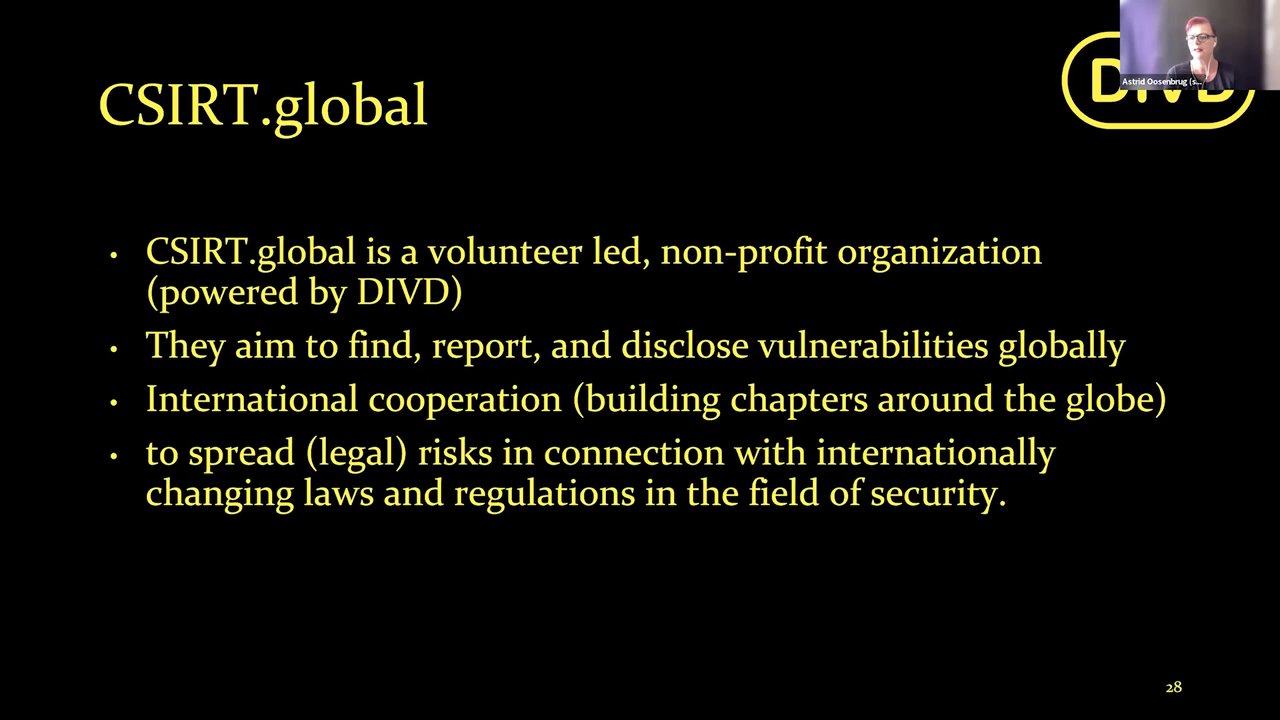 CSIRT.global
Astrid Oosenbrug (s...
• CSIRT.global is a volunteer led, non-profit organization
(powered by DIVD)
• They aim to find, report, and disclose vulnerabilities globally
• International cooperation (building chapters around the globe)
• to spread (legal) risks in connection with internationally
changing laws and regulations in the field of security.
28